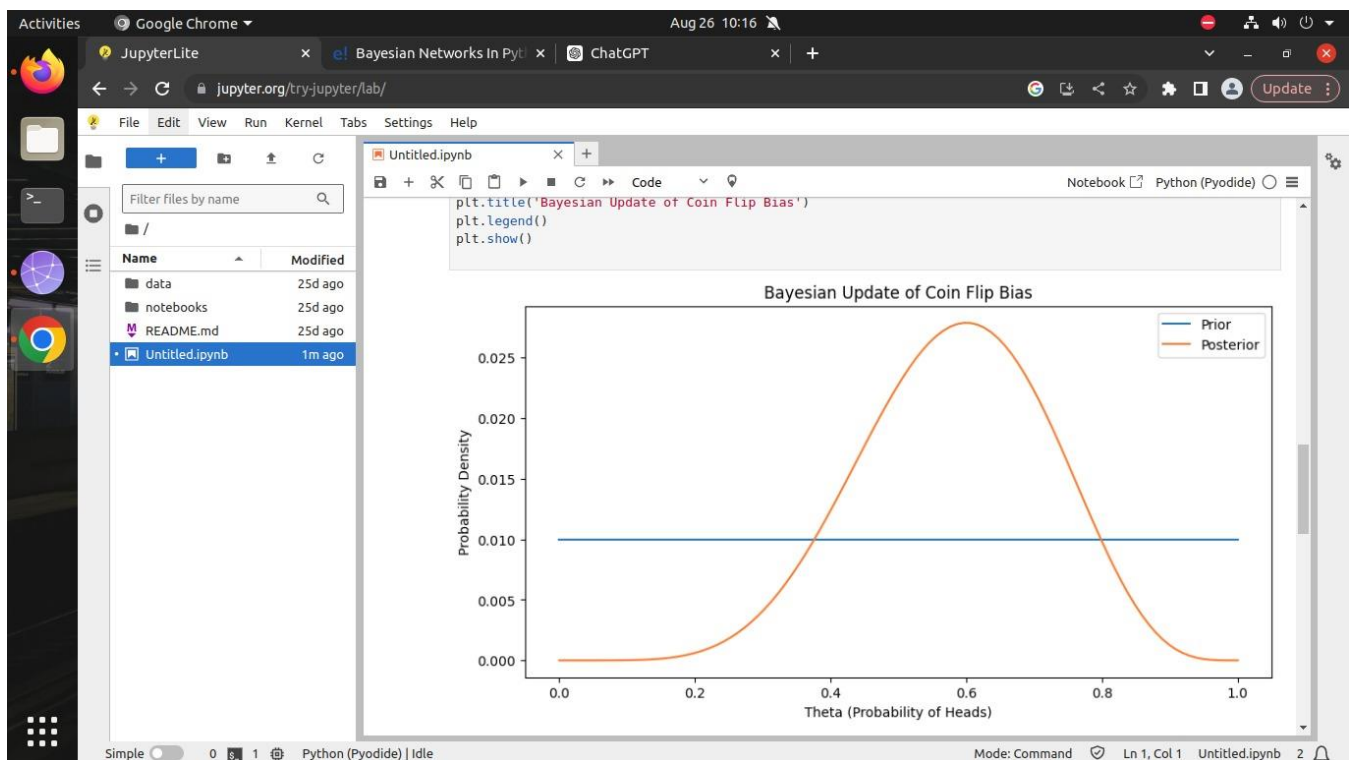 Activities Google Chrome Aug 26 10:16
JupyterLite Bayesian Networks In Pyt ChatGPT
jupyter.org/try-jupyter/lab/ Update
File Edit View Run Kernel Tabs Settings Help
Untitled.ipynb
Code Notebook Python (Pyodide)
Filter files by name
/
Name Modified
data 25d ago
notebooks 25d ago
README.md 25d ago
Untitled.ipynb 1m ago
plt.title('Bayesian Update of Coin Flip Bias')
plt.legend()
plt.show()
Bayesian Update of Coin Flip Bias
Prior
Posterior
Probability Density
0.025
0.020
0.015
0.010
0.005
0.000
0.0 0.2 0.4 0.6 0.8 1.0
Theta (Probability of Heads)
Simple 0 $_ 1 Python (Pyodide) | Idle Mode: Command Ln 1, Col 1 Untitled.ipynb 2